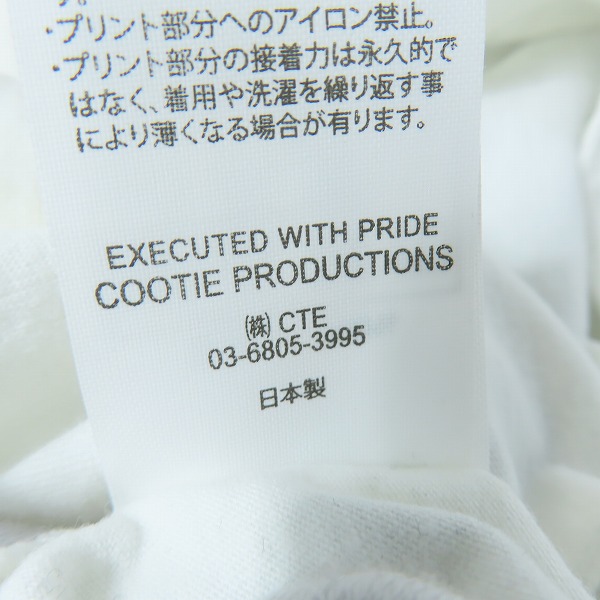 す。
・プリント部分へのアイロン禁止。
・プリント部分の接着力は永久的で
はなく、着用や洗濯を繰り返す事
により薄くなる場合が有ります。
EXECUTED WITH PRIDE
COOTIE PRODUCTIONS
㈱ CTE
03-6805-3995
日本製